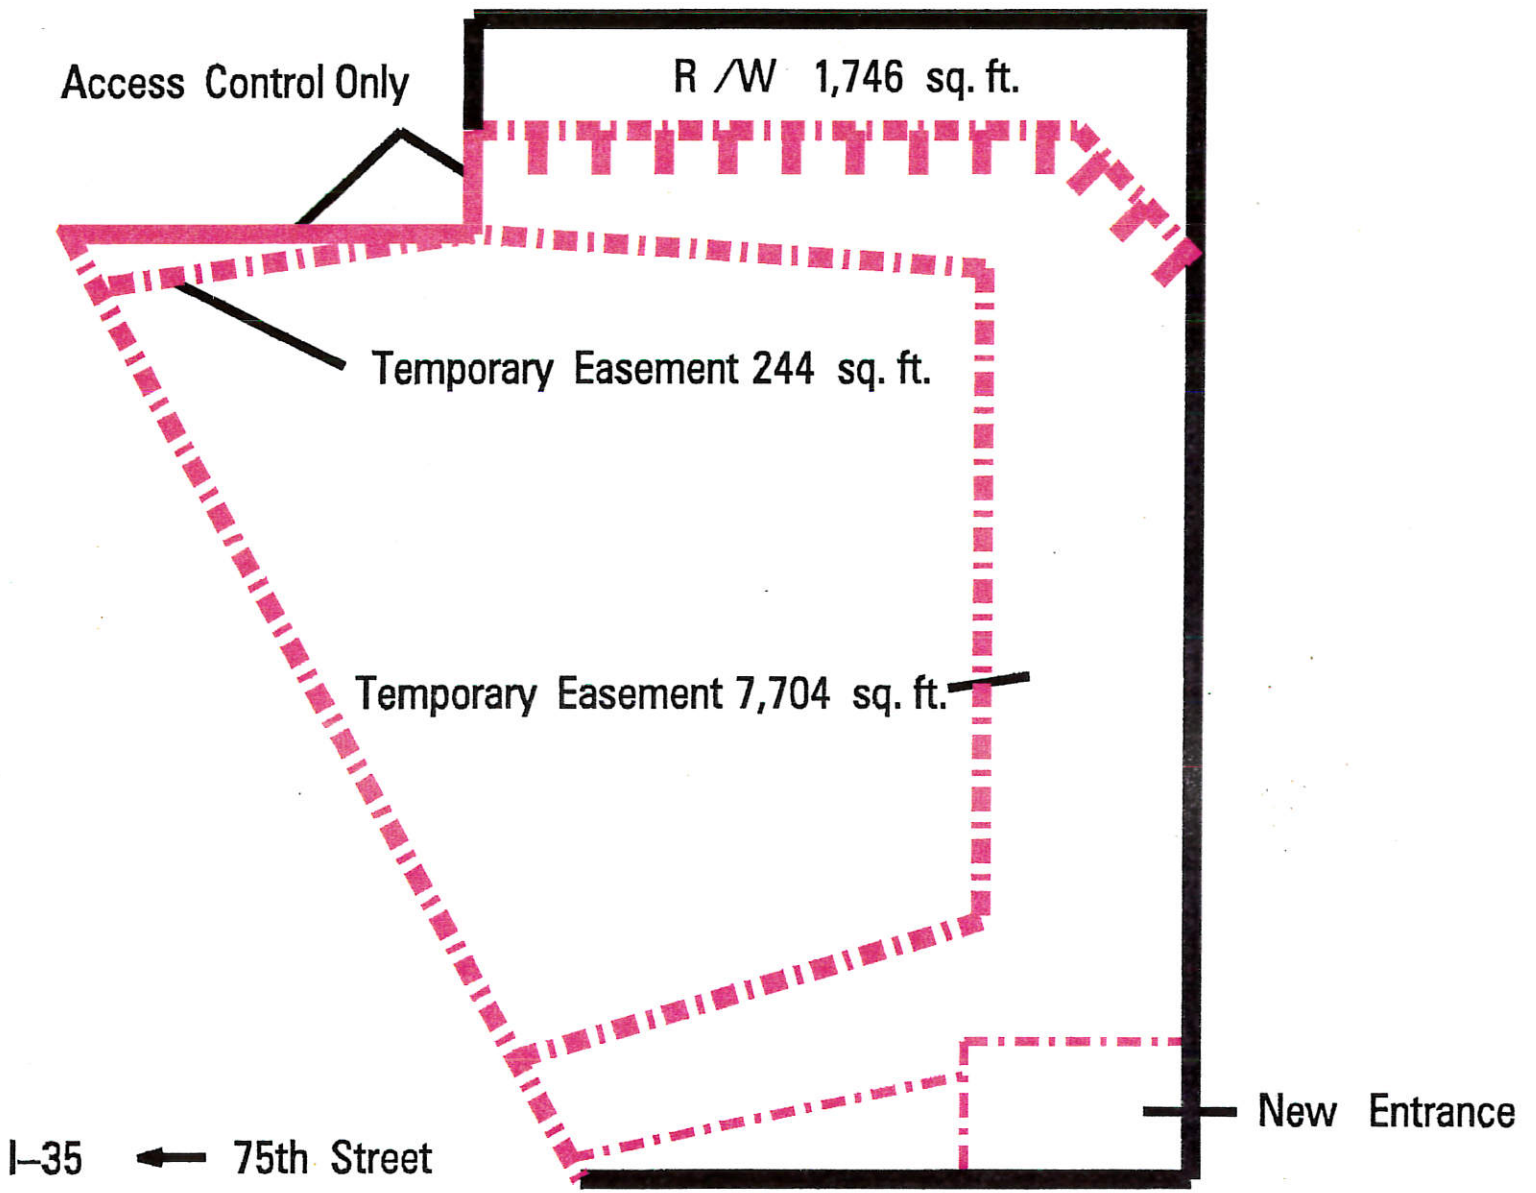 Access Control Only
R/W 1,746 sq. ft.
Temporary Easement 244 sq. ft.
Temporary Easement 7,704 sq. ft.
New Entrance
I-35 ← 75th Street